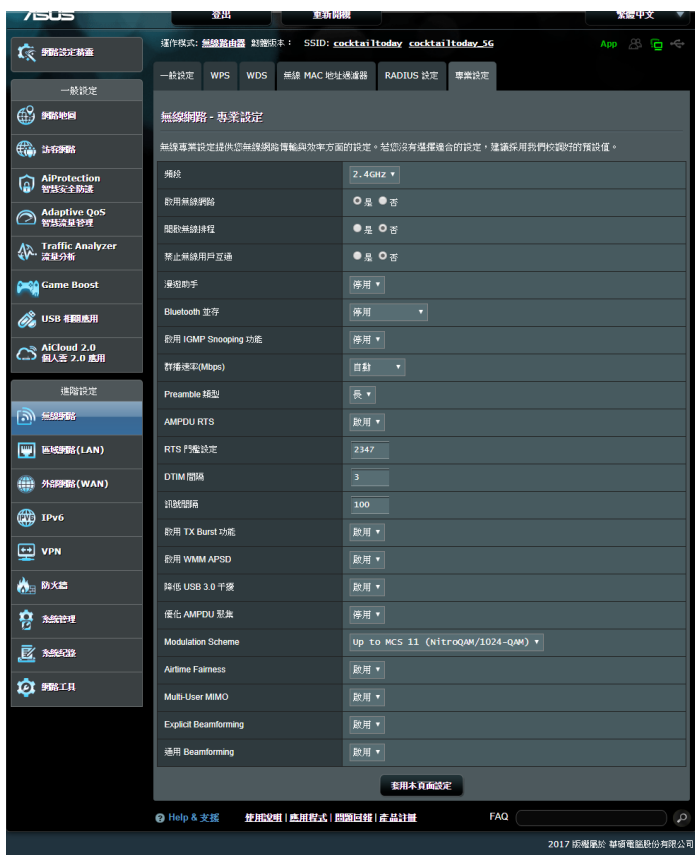 ASUS
登出
重新開機
繁體中文
運作模式: 無線路由器 韌體版本: SSID: cocktailtoday cocktailtoday_5G
App
網路設定精靈
一般設定 WPS WDS 無線 MAC 地址過濾器 RADIUS 設定 專業設定
一般設定
網路地圖
訪客網路
AiProtection
智慧安全防護
Adaptive QoS
智慧流量管理
Traffic Analyzer
流量分析
Game Boost
USB 相關應用
AiCloud 2.0
個人雲 2.0 應用
進階設定
無線網路
區域網路(LAN)
外部網路(WAN)
IPv6
VPN
防火牆
系統管理
系統紀錄
網路工具
無線網路 - 專業設定
無線專業設定提供您無線網路傳輸與效率方面的設定。若您沒有選擇適合的設定，建議採用我們校調好的預設值。
頻段 2.4GHz
啟用無線網路 是 否
開啟無線排程 是 否
禁止無線用戶互通 是 否
漫遊助手 停用
Bluetooth 並存 停用
啟用 IGMP Snooping 功能 停用
群播速率(Mbps) 自動
Preamble 類型 長
AMPDU RTS 啟用
RTS 門檻設定 2347
DTIM 間隔 3
訊號間隔 100
啟用 TX Burst 功能 啟用
啟用 WMM APSD 啟用
降低 USB 3.0 干擾 啟用
優化 AMPDU 聚集 停用
Modulation Scheme Up to MCS 11 (NitroQAM/1024-QAM)
Airtime Fairness 啟用
Multi-User MIMO 啟用
Explicit Beamforming 啟用
通用 Beamforming 啟用
套用本頁面設定
Help & 支援 使用說明 | 應用程式 | 問題回報 | 產品註冊 FAQ
2017 版權屬於 華碩電腦股份有限公司